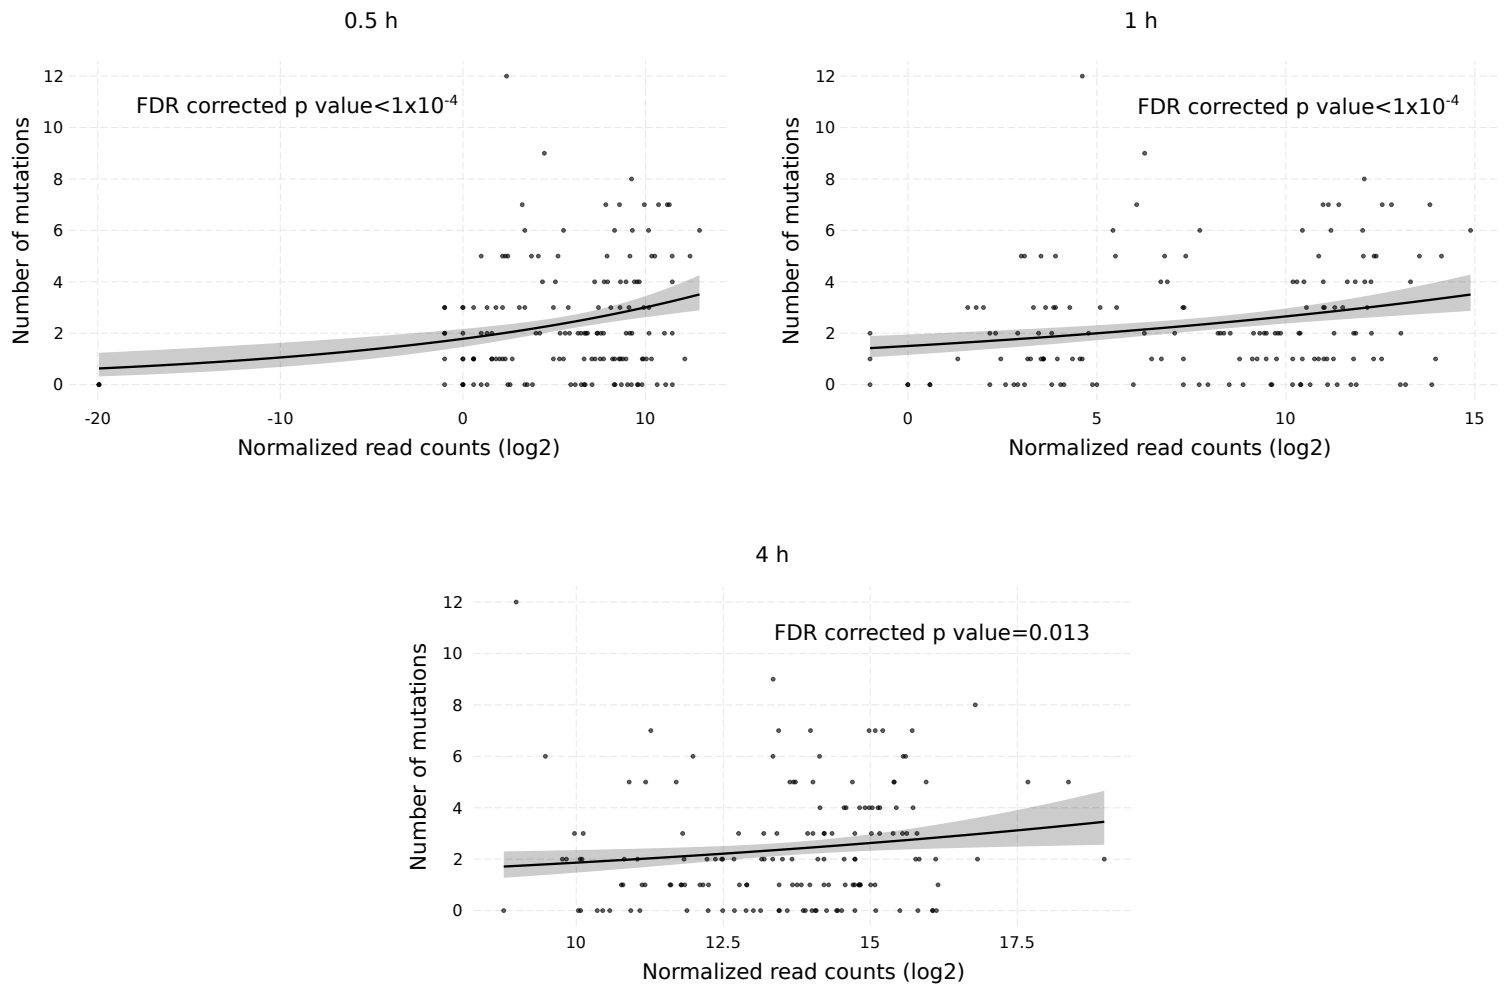 0.5 h
FDR corrected p value<1x10-4
Number of mutations
12
10
8
6
4
2
0
-20 -10 0 10
Normalized read counts (log2)
1 h
FDR corrected p value<1x10-4
Number of mutations
12
10
8
6
4
2
0
0 5 10 15
Normalized read counts (log2)
4 h
FDR corrected p value=0.013
Number of mutations
12
10
8
6
4
2
0
10 12.5 15 17.5
Normalized read counts (log2)